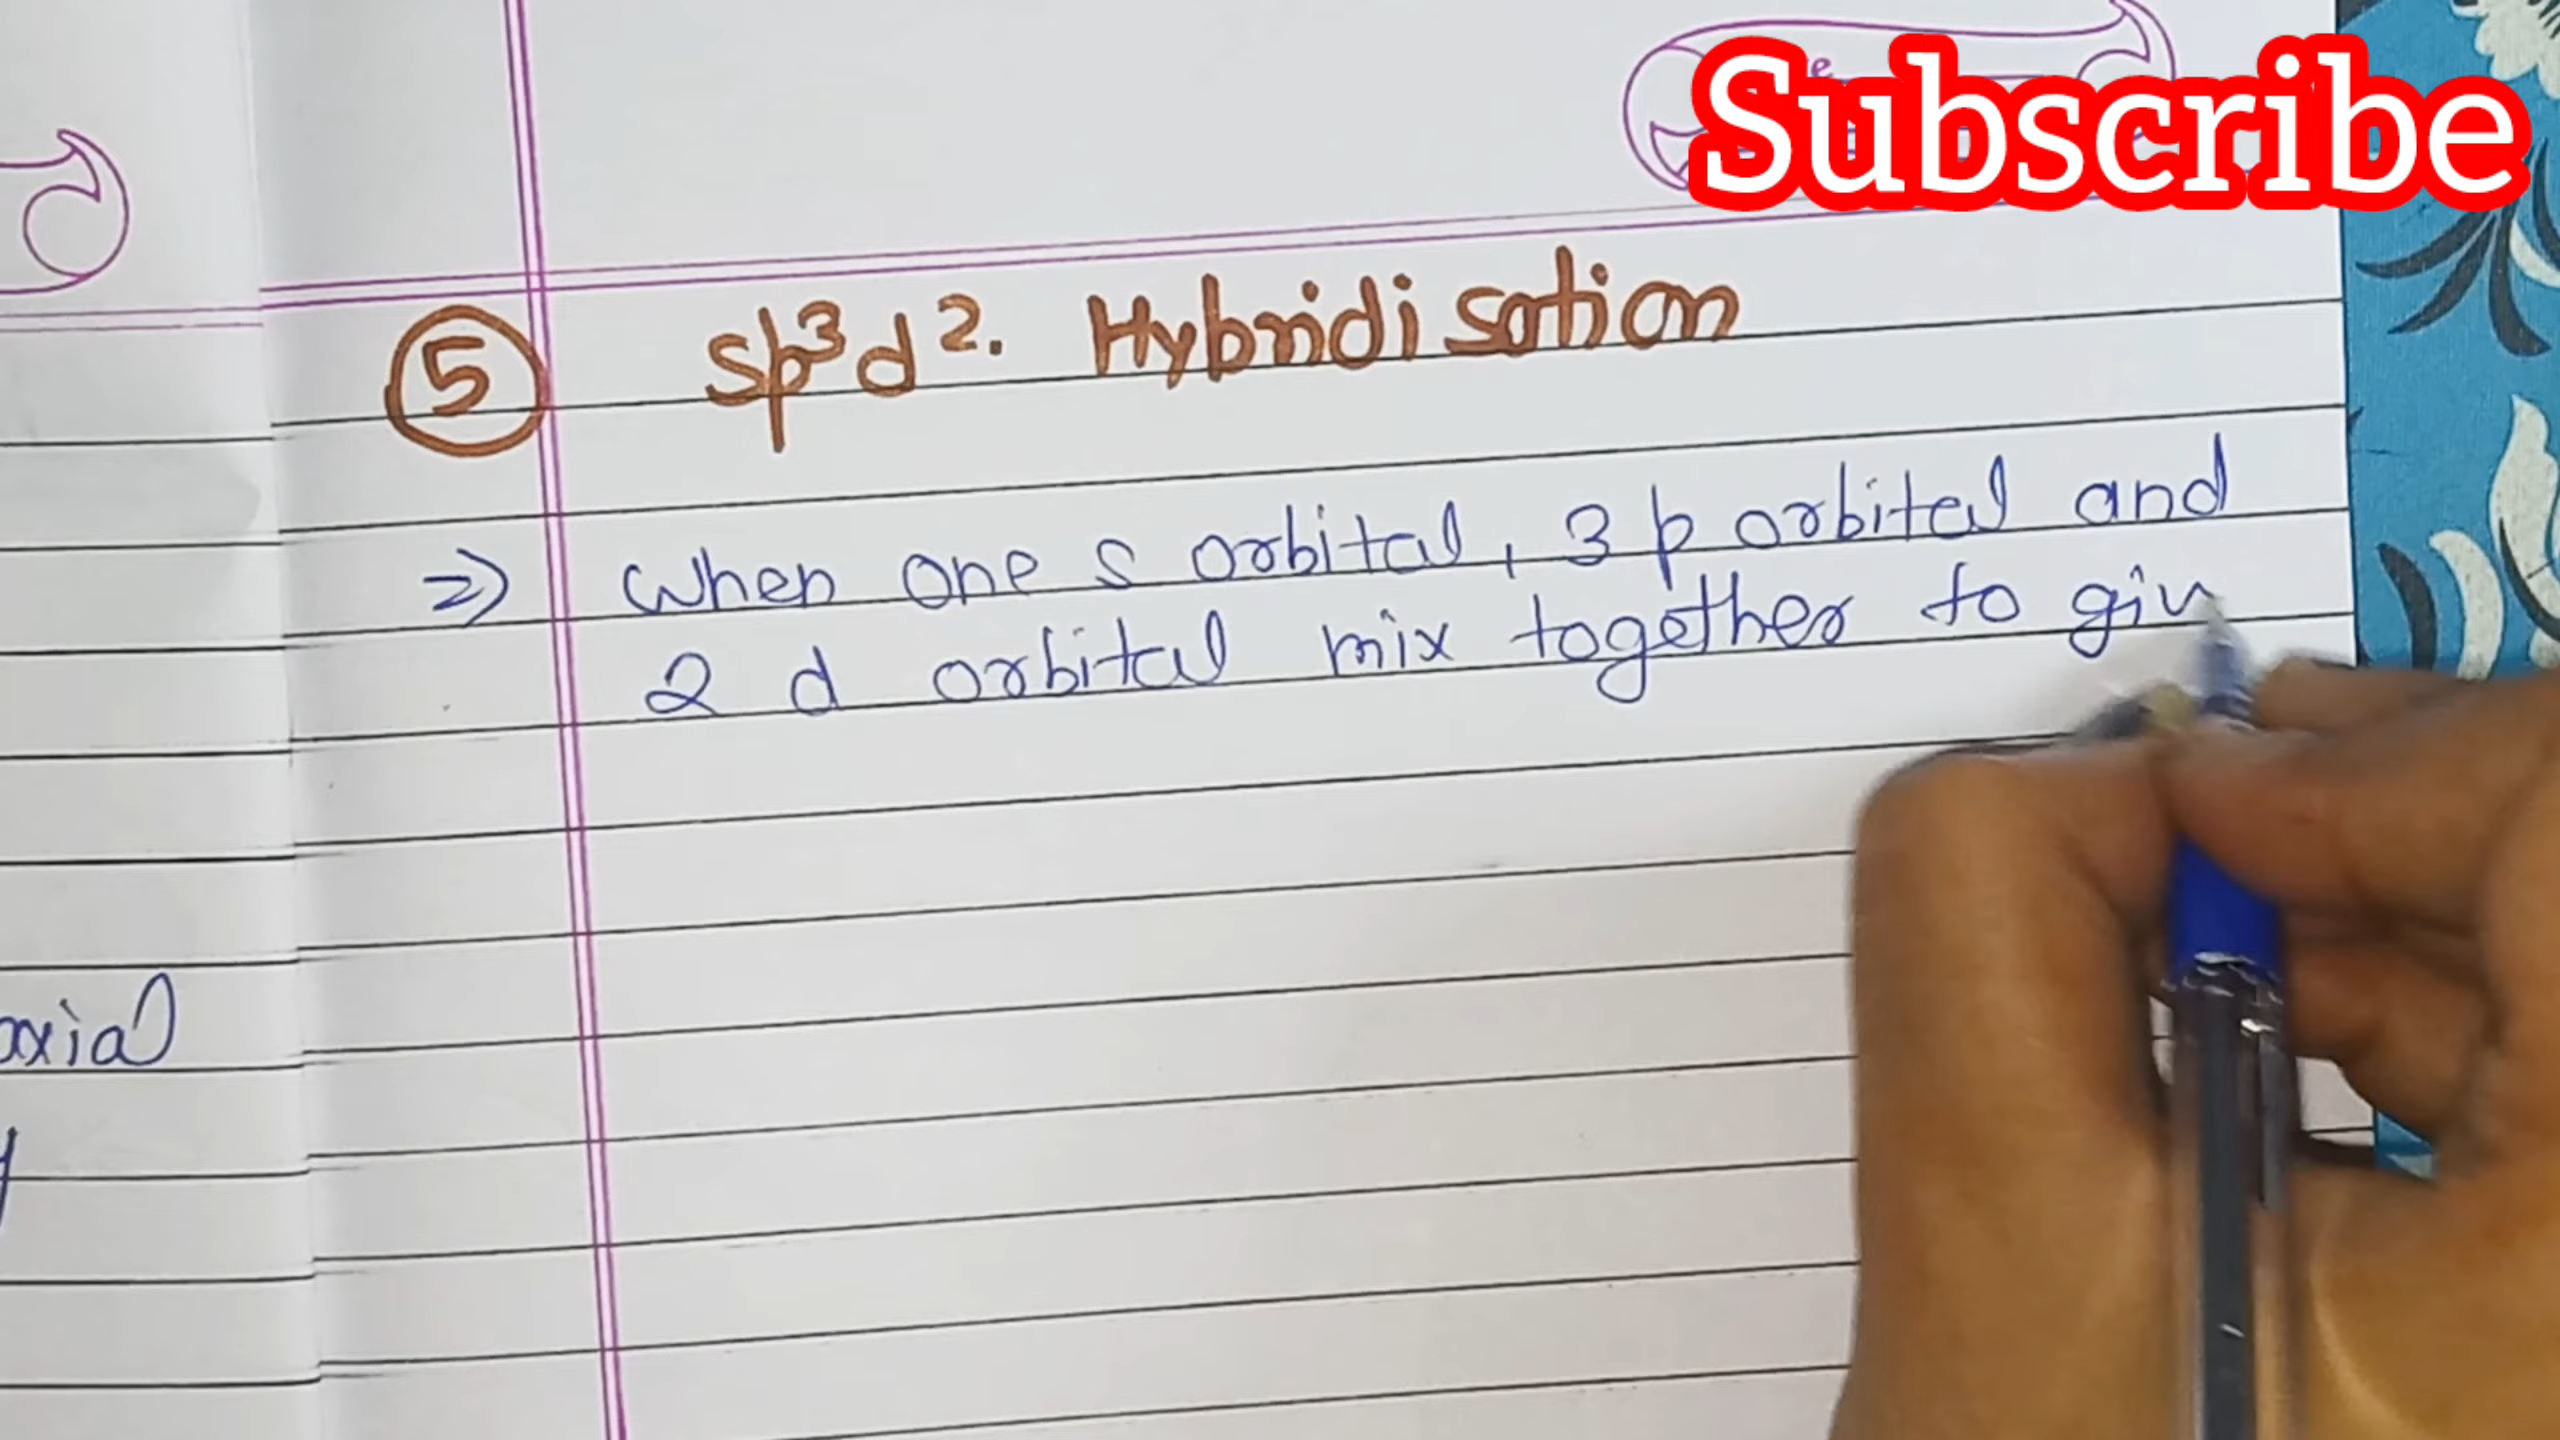 Subscribe
5 Sp³d². Hybridisation
=> When one s orbital, 3 p orbital and
2 d orbital mix together to giv
axial